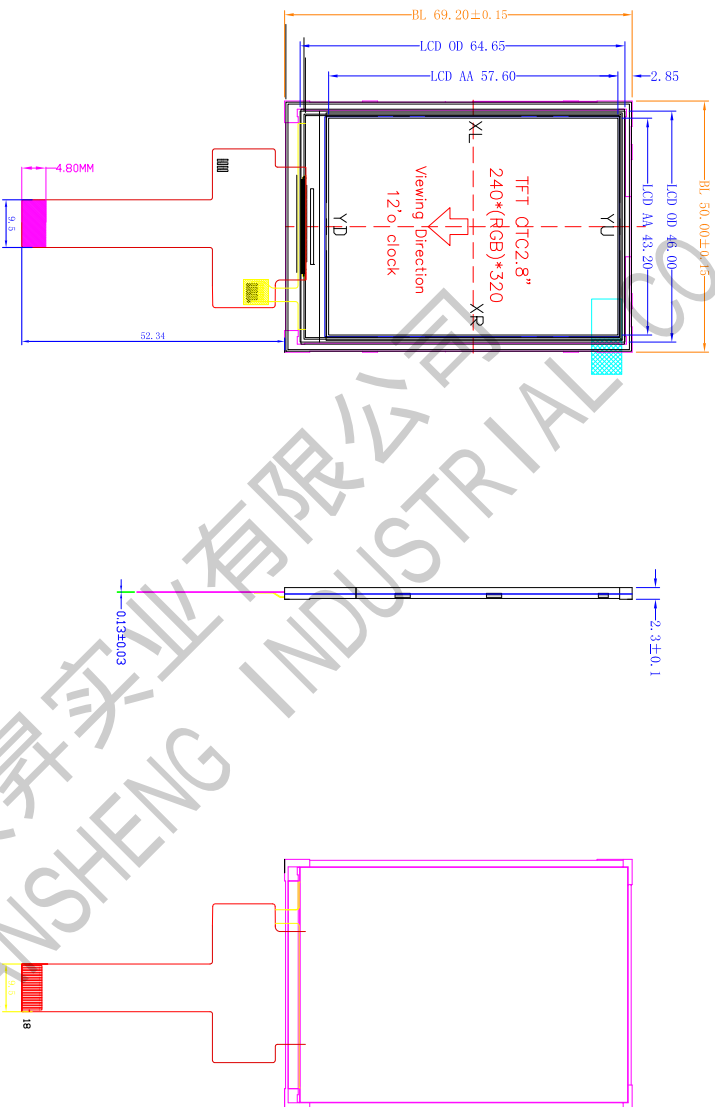 BL 69.20±0.15
LCD OD 64.65
LCD AA 57.60
2.85
BL 50.00±0.15
LCD OD 46.00
LCD AA 43.20
XL
TFT CTC2.8"
240*(RGB)*320
Viewing Direction
12'o clock
YU
YD
XR
4.80MM
9.5
52.34
2.3±0.1
0.13±0.03
18
昇实业有限公司
NSHENG INDUSTRIAL CO